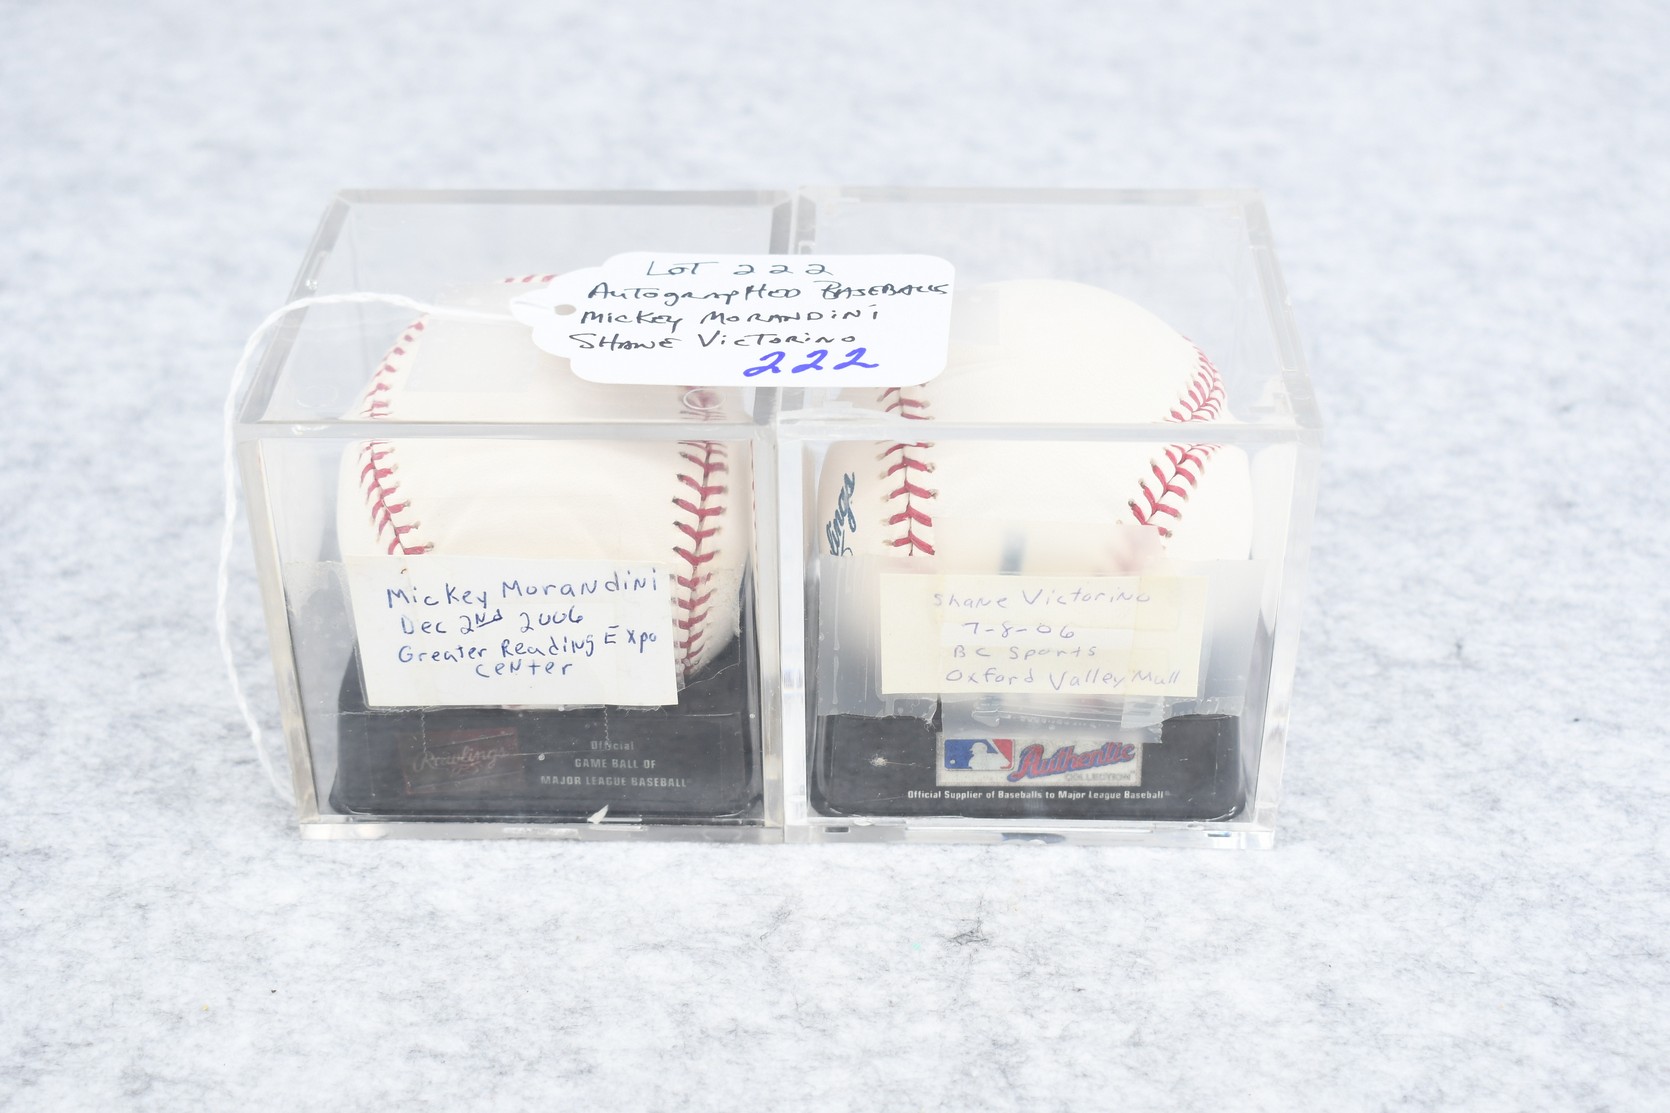 LOT 222
AUTOGRAPHED BASEBALLS
MICKEY MORANDINI
SHANE VICTORINO
222
Mickey Morandini
Dec 2nd 2006
Greater Reading Expo
center
Rawlings
Official
GAME BALL OF
MAJOR LEAGUE BASEBALL
lings
Shane Victorino
7-8-06
BC Sports
Oxford Valley Mall
Authentic
COLLECTION
Official Supplier of Baseballs to Major League Baseball